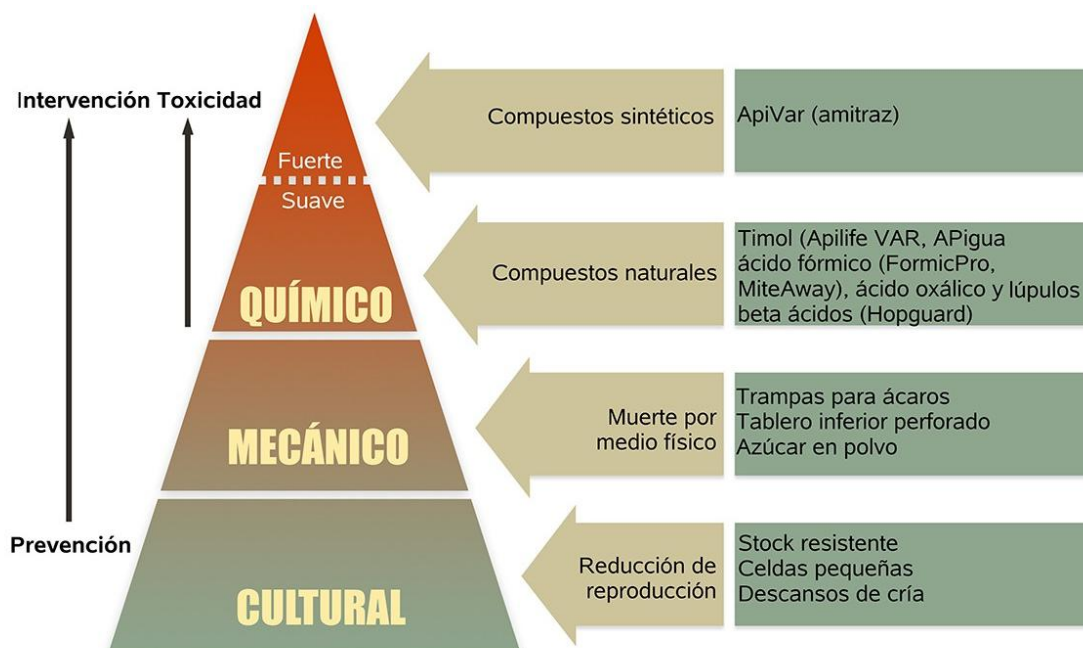 Intervención Toxicidad
Fuerte
Suave
QUÍMICO
MECÁNICO
Prevención
CULTURAL
Compuestos sintéticos
ApiVar (amitraz)
Compuestos naturales
Timol (Apilife VAR, APigua
ácido fórmico (FormicPro,
MiteAway), ácido oxálico y lúpulos
beta ácidos (Hopguard)
Muerte por
medio físico
Trampas para ácaros
Tablero inferior perforado
Azúcar en polvo
Reducción de
reproducción
Stock resistente
Celdas pequeñas
Descansos de cría